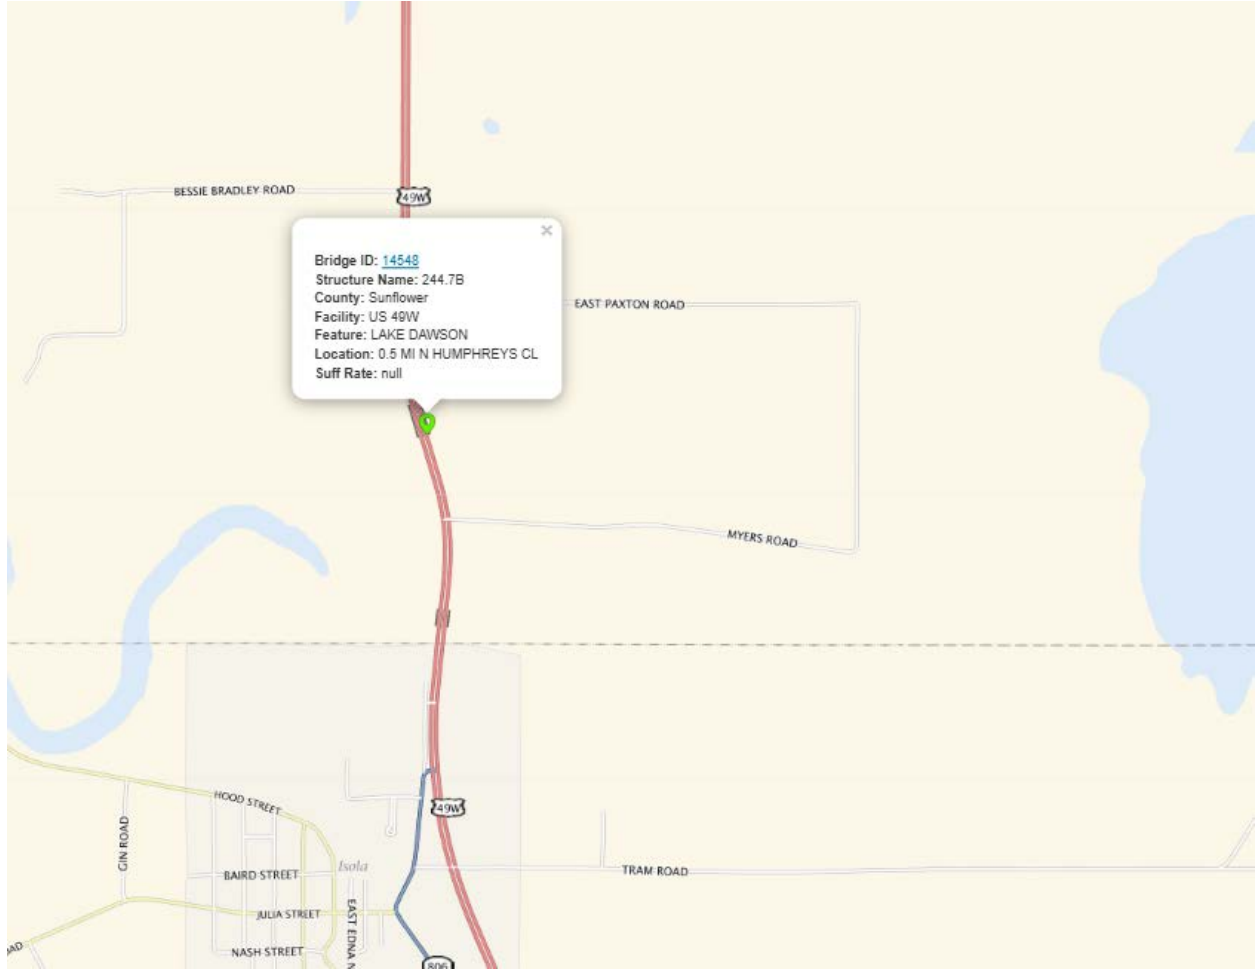 BESSIE BRADLEY ROAD
49W
×
Bridge ID: 14548
Structure Name: 244.7B
County: Sunflower
Facility: US 49W
Feature: LAKE DAWSON
Location: 0.5 MI N HUMPHREYS CL
Suff Rate: null
EAST PAXTON ROAD
MYERS ROAD
HOOD STREET
49W
GIN ROAD
Isola
BAIRD STREET
TRAM ROAD
JULIA STREET
EAST EDNA N
NASH STREET
OAD
806